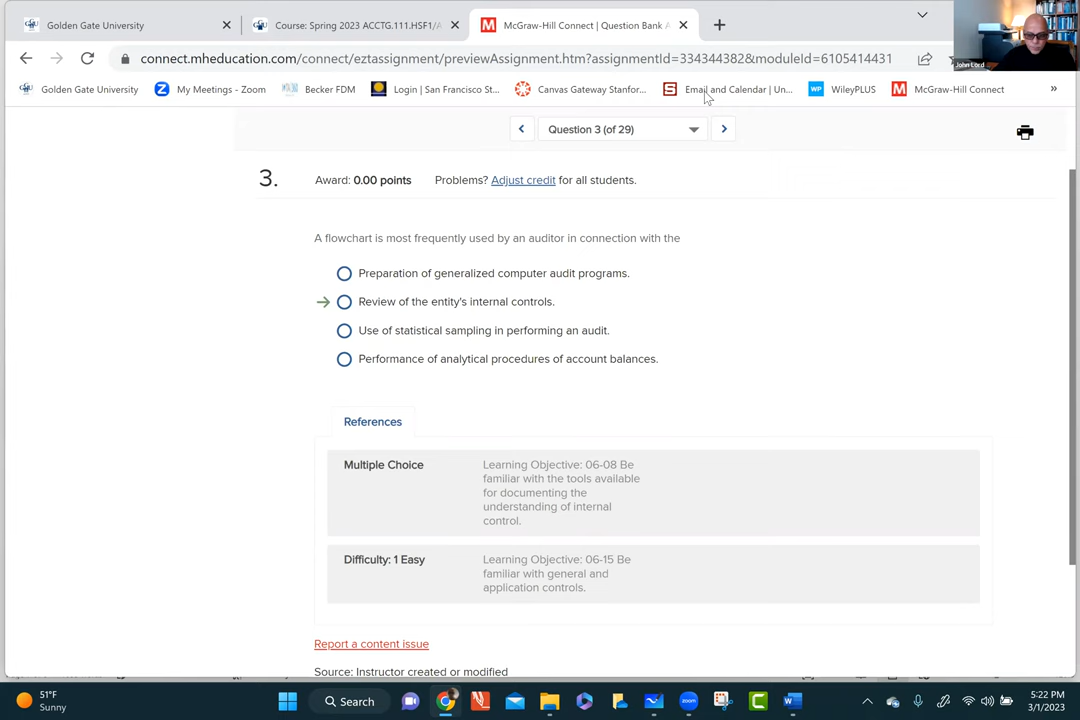 Golden Gate University
Course: Spring 2023 ACCTG.111.HSF1/A
McGraw-Hill Connect | Question Bank A
connect.mheducation.com/connect/eztassignment/previewAssignment.htm?assignmentId=334344382&moduleId=6105414431
John Lord
Golden Gate University
My Meetings - Zoom
Becker FDM
Login | San Francisco St...
Canvas Gateway Stanfor...
Email and Calendar | Un...
WileyPLUS
McGraw-Hill Connect
Question 3 (of 29)
3.
Award: 0.00 points
Problems? Adjust credit for all students.
A flowchart is most frequently used by an auditor in connection with the
Preparation of generalized computer audit programs.
Review of the entity's internal controls.
Use of statistical sampling in performing an audit.
Performance of analytical procedures of account balances.
References
Multiple Choice
Learning Objective: 06-08 Be
familiar with the tools available
for documenting the
understanding of internal
control.
Difficulty: 1 Easy
Learning Objective: 06-15 Be
familiar with general and
application controls.
Report a content issue
Source: Instructor created or modified
51°F
Sunny
Search
5:22 PM
3/1/2023